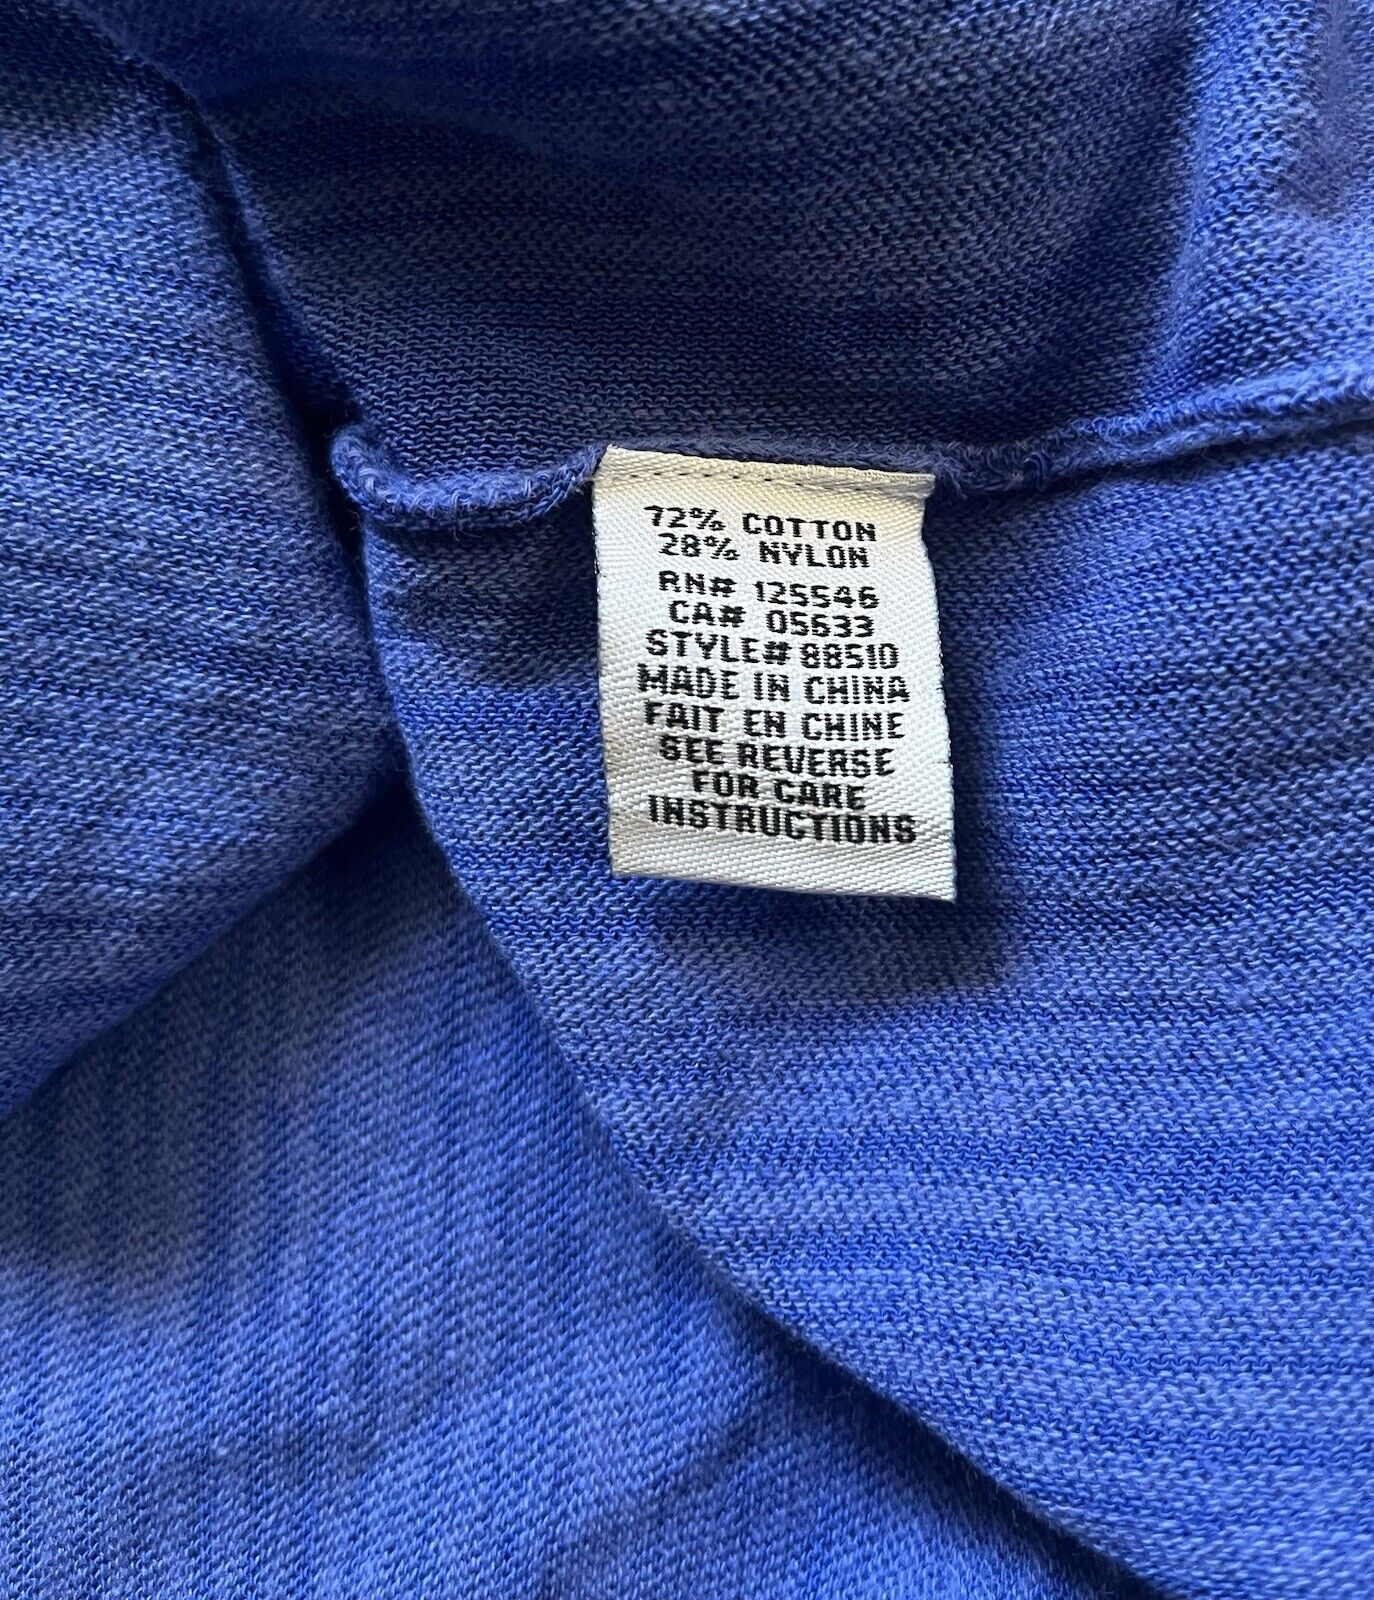 72% COTTON
28% NYLON
RN# 125546
CA# 05633
STYLE# 88510
MADE IN CHINA
FAIT EN CHINE
SEE REVERSE
FOR CARE
INSTRUCTIONS